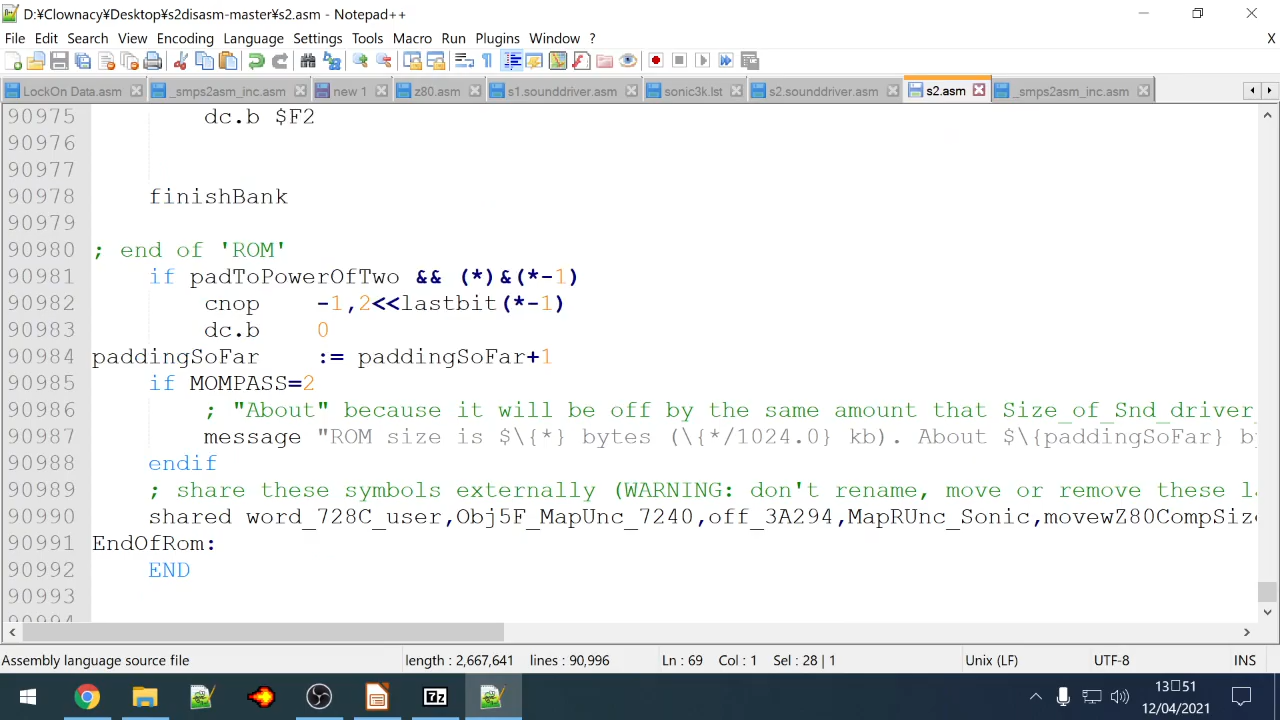 D:¥Clownacy¥Desktop¥s2disasm-master¥s2.asm - Notepad++
File Edit Search View Encoding Language Settings Tools Macro Run Plugins Window ? X
LockOn Data.asm _smps2asm_inc.asm new 1 z80.asm s1.sounddriver.asm sonic3k.lst s2.sounddriver.asm s2.asm _smps2asm_inc.asm
90975 dc.b $F2
90976
90977
90978 finishBank
90979
90980 ; end of 'ROM'
90981 if padToPowerOfTwo && (*)&(*-1)
90982 cnop -1,2<<lastbit(*-1)
90983 dc.b 0
90984 paddingSoFar := paddingSoFar+1
90985 if MOMPASS=2
90986 ; "About" because it will be off by the same amount that Size_of_Snd_driver
90987 message "ROM size is $\{*} bytes (\{*/1024.0} kb). About $\{paddingSoFar} by
90988 endif
90989 ; share these symbols externally (WARNING: don't rename, move or remove these la
90990 shared word_728C_user,Obj5F_MapUnc_7240,off_3A294,MapRUnc_Sonic,movewZ80CompSize
90991 EndOfRom:
90992 END
90993
90994
Assembly language source file length : 2,667,641 lines : 90,996 Ln : 69 Col : 1 Sel : 28 | 1 Unix (LF) UTF-8 INS
7z 13□51
12/04/2021